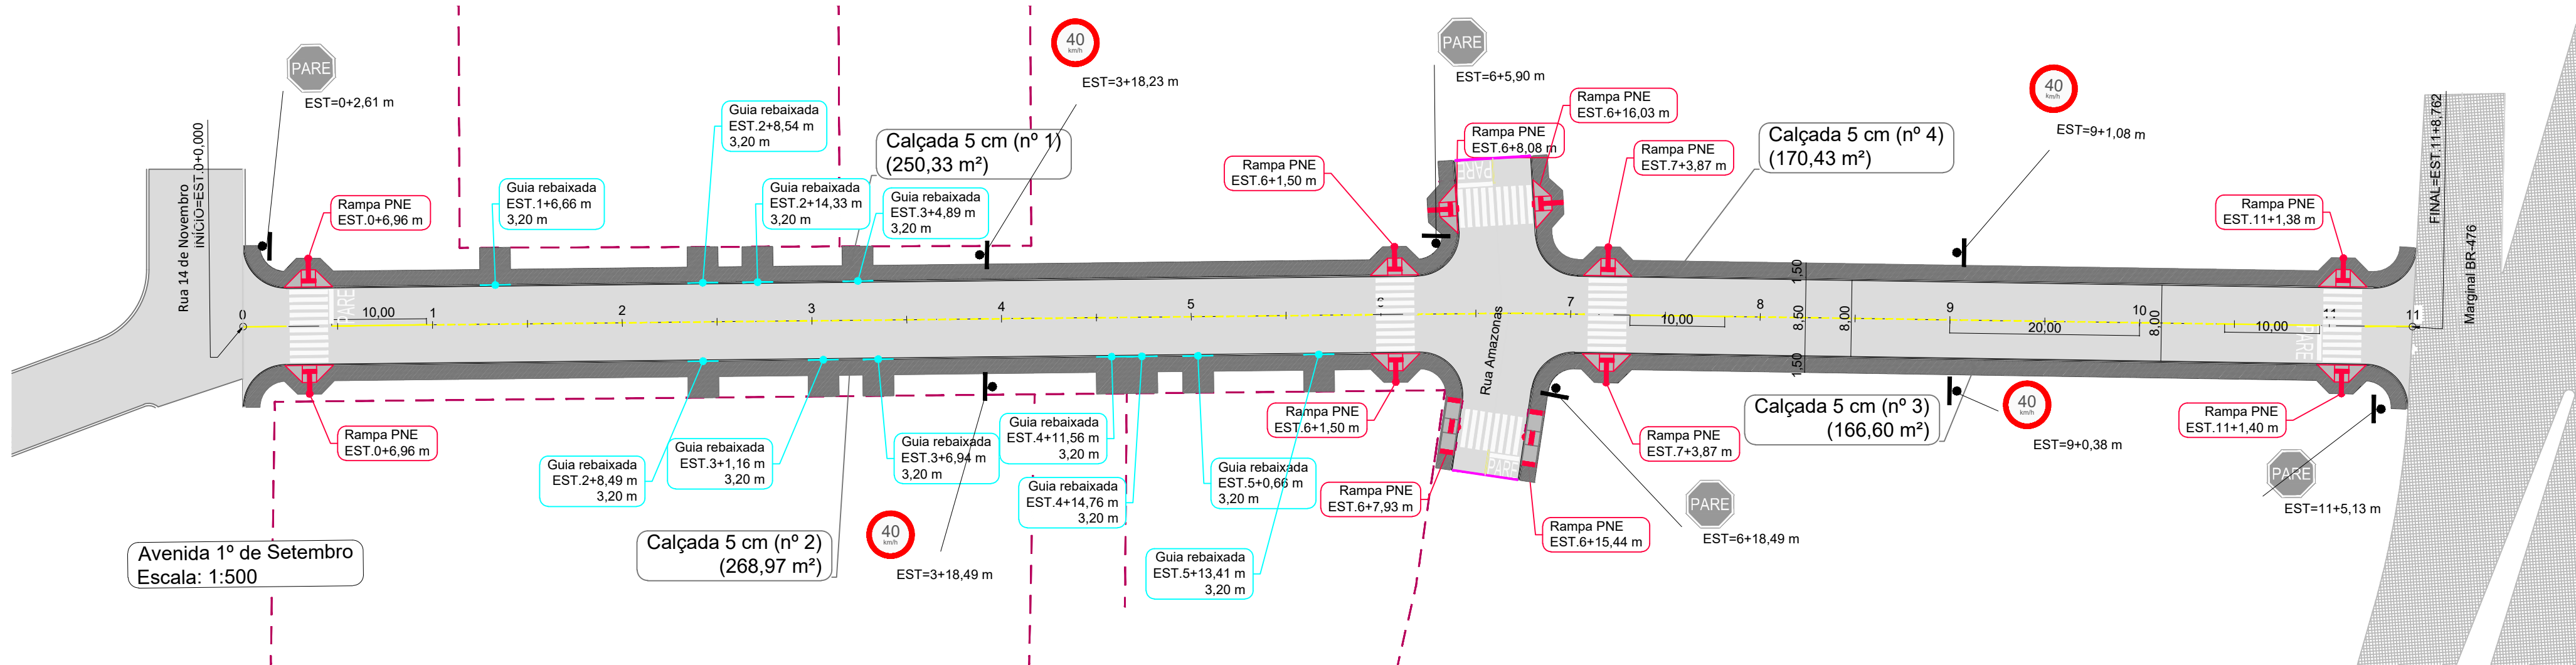 PARE
EST=0+2,61 m
40
km/h
EST=3+18,23 m
PARE
EST=6+5,90 m
40
km/h
EST=9+1,08 m
Rua 14 de Novembro
INÍCIO=EST.0+0,000
Rampa PNE
EST.0+6,96 m
Guia rebaixada
EST.1+6,66 m
3,20 m
Guia rebaixada
EST.2+8,54 m
3,20 m
Guia rebaixada
EST.2+14,33 m
3,20 m
Calçada 5 cm (nº 1)
(250,33 m²)
Guia rebaixada
EST.3+4,89 m
3,20 m
Rampa PNE
EST.6+1,50 m
Rampa PNE
EST.6+8,08 m
Rampa PNE
EST.6+16,03 m
Rampa PNE
EST.7+3,87 m
Calçada 5 cm (nº 4)
(170,43 m²)
Rampa PNE
EST.11+1,38 m
FINAL=EST.11+8,762
Marginal BR-476
PARE
PARE
0
10,00
1
2
3
4
5
7
10,00
8
1,50
8,50
1,50
8,00
9
20,00
10
8,00
10,00
11
11
PARE
PARE
Rua Amazonas
PARE
Rampa PNE
EST.0+6,96 m
Guia rebaixada
EST.2+8,49 m
3,20 m
Guia rebaixada
EST.3+1,16 m
3,20 m
Guia rebaixada
EST.3+6,94 m
3,20 m
Guia rebaixada
EST.4+11,56 m
3,20 m
Guia rebaixada
EST.4+14,76 m
3,20 m
Guia rebaixada
EST.5+0,66 m
3,20 m
Guia rebaixada
EST.5+13,41 m
3,20 m
Rampa PNE
EST.6+1,50 m
Rampa PNE
EST.6+7,93 m
Rampa PNE
EST.6+15,44 m
Rampa PNE
EST.7+3,87 m
Calçada 5 cm (nº 3)
(166,60 m²)
40
km/h
EST=9+0,38 m
Rampa PNE
EST.11+1,40 m
PARE
EST=11+5,13 m
PARE
EST=6+18,49 m
Calçada 5 cm (nº 2)
(268,97 m²)
40
km/h
EST=3+18,49 m
Avenida 1º de Setembro
Escala: 1:500